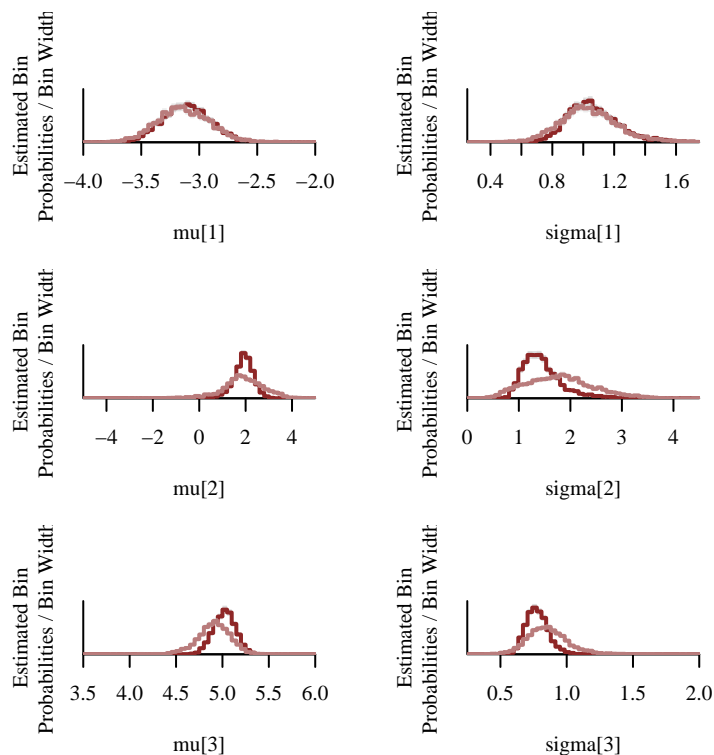 Estimated Bin
Probabilities / Bin Width
−4.0 −3.5 −3.0 −2.5 −2.0
mu[1]
Estimated Bin
Probabilities / Bin Width
0.4 0.8 1.2 1.6
sigma[1]
Estimated Bin
Probabilities / Bin Width
−4 −2 0 2 4
mu[2]
Estimated Bin
Probabilities / Bin Width
0 1 2 3 4
sigma[2]
Estimated Bin
Probabilities / Bin Width
3.5 4.0 4.5 5.0 5.5 6.0
mu[3]
Estimated Bin
Probabilities / Bin Width
0.5 1.0 1.5 2.0
sigma[3]